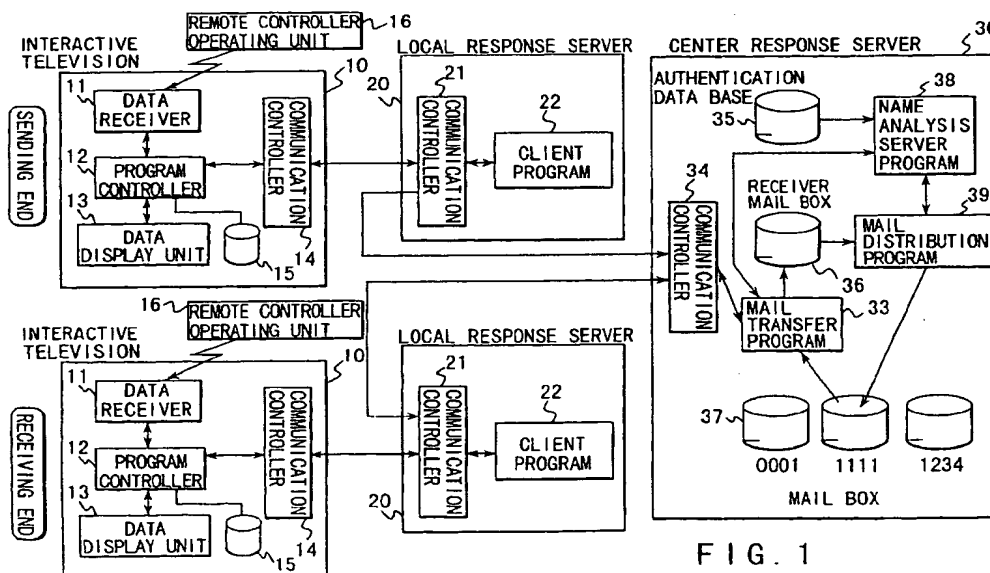 REMOTE CONTROLLER
OPERATING UNIT
16
INTERACTIVE
TELEVISION
10
SENDING END
11
DATA
RECEIVER
12
PROGRAM
CONTROLLER
13
DATA
DISPLAY UNIT
15
COMMUNICATION
CONTROLLER
14
LOCAL RESPONSE SERVER
20
21
COMMUNICATION
CONTROLLER
22
CLIENT
PROGRAM
CENTER RESPONSE SERVER
30
AUTHENTICATION
DATA BASE
35
38
NAME
ANALYSIS
SERVER
PROGRAM
34
COMMUNICATION
CONTROLLER
RECEIVER
MAIL BOX
36
39
MAIL
DISTRIBUTION
PROGRAM
MAIL
TRANSFER
PROGRAM
33
37
0001
1111
1234
MAIL BOX
16
REMOTE CONTROLLER
OPERATING UNIT
INTERACTIVE
TELEVISION
10
RECEIVING END
11
DATA
RECEIVER
12
PROGRAM
CONTROLLER
13
DATA
DISPLAY UNIT
15
COMMUNICATION
CONTROLLER
14
LOCAL RESPONSE SERVER
20
21
COMMUNICATION
CONTROLLER
22
CLIENT
PROGRAM
FIG. 1